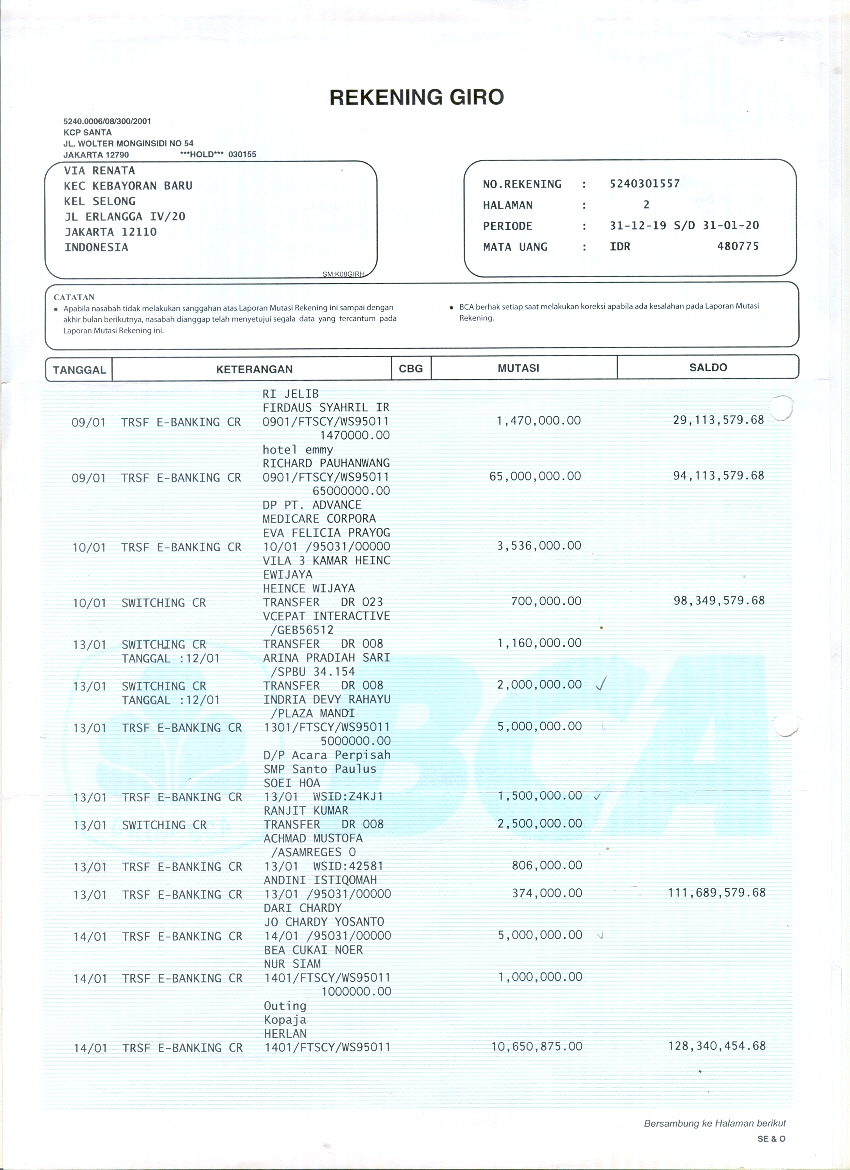 REKENING GIRO
5240.0006/08/300/2001
KCP SANTA
JL. WOLTER MONGINSIDI NO 54
JAKARTA 12790 ***HOLD*** 030155
VIA RENATA
KEC KEBAYORAN BARU
KEL SELONG
JL ERLANGGA IV/20
JAKARTA 12110
INDONESIA
SM:K08GIRH
NO.REKENING : 5240301557
HALAMAN : 2
PERIODE : 31-12-19 S/D 31-01-20
MATA UANG : IDR 480775
CATATAN
• Apabila nasabah tidak melakukan sanggahan atas Laporan Mutasi Rekening ini sampai dengan
akhir bulan berikutnya, nasabah dianggap telah menyetujui segala data yang tercantum pada
Laporan Mutasi Rekening ini.
• BCA berhak setiap saat melakukan koreksi apabila ada kesalahan pada Laporan Mutasi
Rekening.
TANGGAL KETERANGAN CBG MUTASI SALDO
RI JELIB
FIRDAUS SYAHRIL IR
09/01 TRSF E-BANKING CR 0901/FTSCY/WS95011 1,470,000.00 29,113,579.68
1470000.00
hotel emmy
RICHARD PAUHANWANG
09/01 TRSF E-BANKING CR 0901/FTSCY/WS95011 65,000,000.00 94,113,579.68
65000000.00
DP PT. ADVANCE
MEDICARE CORPORA
EVA FELICIA PRAYOG
10/01 TRSF E-BANKING CR 10/01 /95031/00000 3,536,000.00
VILA 3 KAMAR HEINC
EWIJAYA
HEINCE WIJAYA
10/01 SWITCHING CR TRANSFER DR 023 700,000.00 98,349,579.68
VCEPAT INTERACTIVE
/GEB56512
13/01 SWITCHING CR TRANSFER DR 008 1,160,000.00
TANGGAL :12/01 ARINA PRADIAH SARI
/SPBU 34.154
13/01 SWITCHING CR TRANSFER DR 008 2,000,000.00 ✓
TANGGAL :12/01 INDRIA DEVY RAHAYU
/PLAZA MANDI
13/01 TRSF E-BANKING CR 1301/FTSCY/WS95011 5,000,000.00
5000000.00
D/P Acara Perpisah
SMP Santo Paulus
SOEI HOA
13/01 TRSF E-BANKING CR 13/01 WSID:Z4KJ1 1,500,000.00 ✓
RANJIT KUMAR
13/01 SWITCHING CR TRANSFER DR 008 2,500,000.00
ACHMAD MUSTOFA
/ASAMREGES O
13/01 TRSF E-BANKING CR 13/01 WSID:42581 806,000.00
ANDINI ISTIQOMAH
13/01 TRSF E-BANKING CR 13/01 /95031/00000 374,000.00 111,689,579.68
DARI CHARDY
JO CHARDY YOSANTO
14/01 TRSF E-BANKING CR 14/01 /95031/00000 5,000,000.00 ✓
BEA CUKAI NOER
NUR SIAM
14/01 TRSF E-BANKING CR 1401/FTSCY/WS95011 1,000,000.00
1000000.00
Outing
Kopaja
HERLAN
14/01 TRSF E-BANKING CR 1401/FTSCY/WS95011 10,650,875.00 128,340,454.68
BCA
Bersambung ke Halaman berikut
SE & O